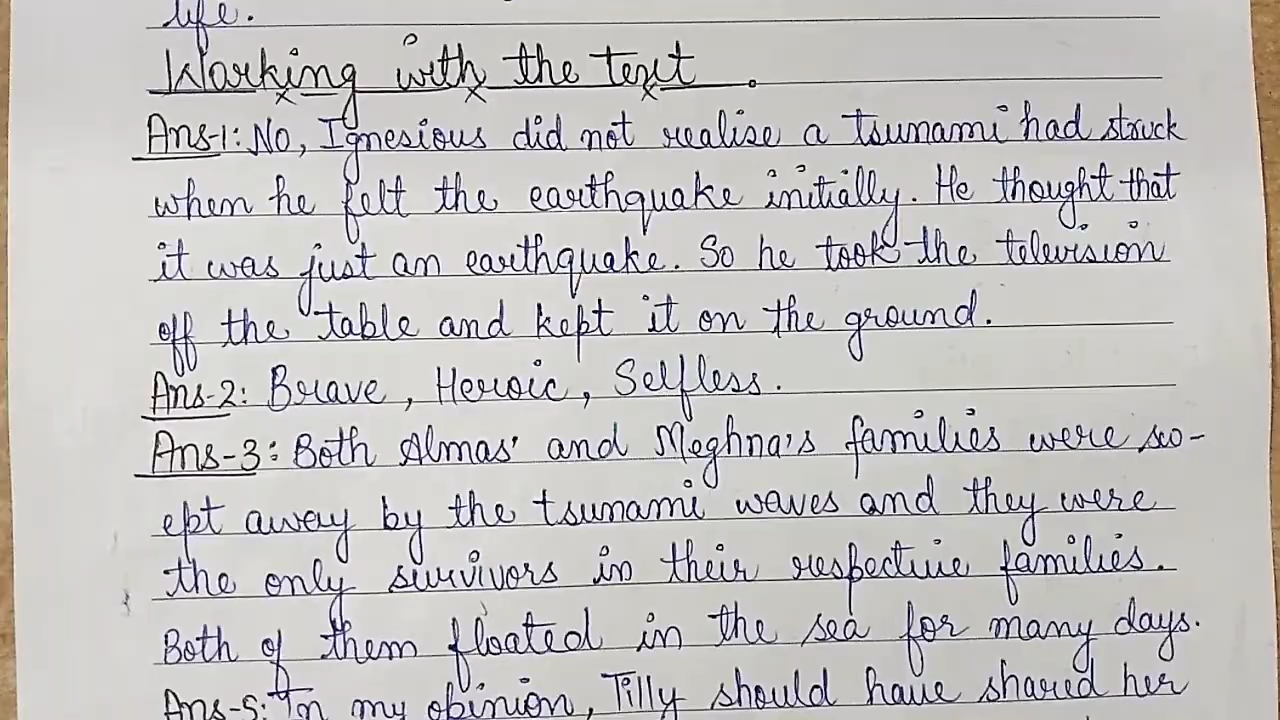 life.
Working with the text.
Ans-1: No, Ignesious did not realise a tsunami had struck
when he felt the earthquake initially. He thought that
it was just an earthquake. So he took the television
off the table and kept it on the ground.
Ans-2: Brave, Heroic, Selfless.
Ans-3: Both Almas' and Meghna's families were sw-
ept away by the tsunami waves and they were
the only survivors in their respective families.
Both of them floated in the sea for many days.
Ans-5: In my opinion, Tilly should have shared her